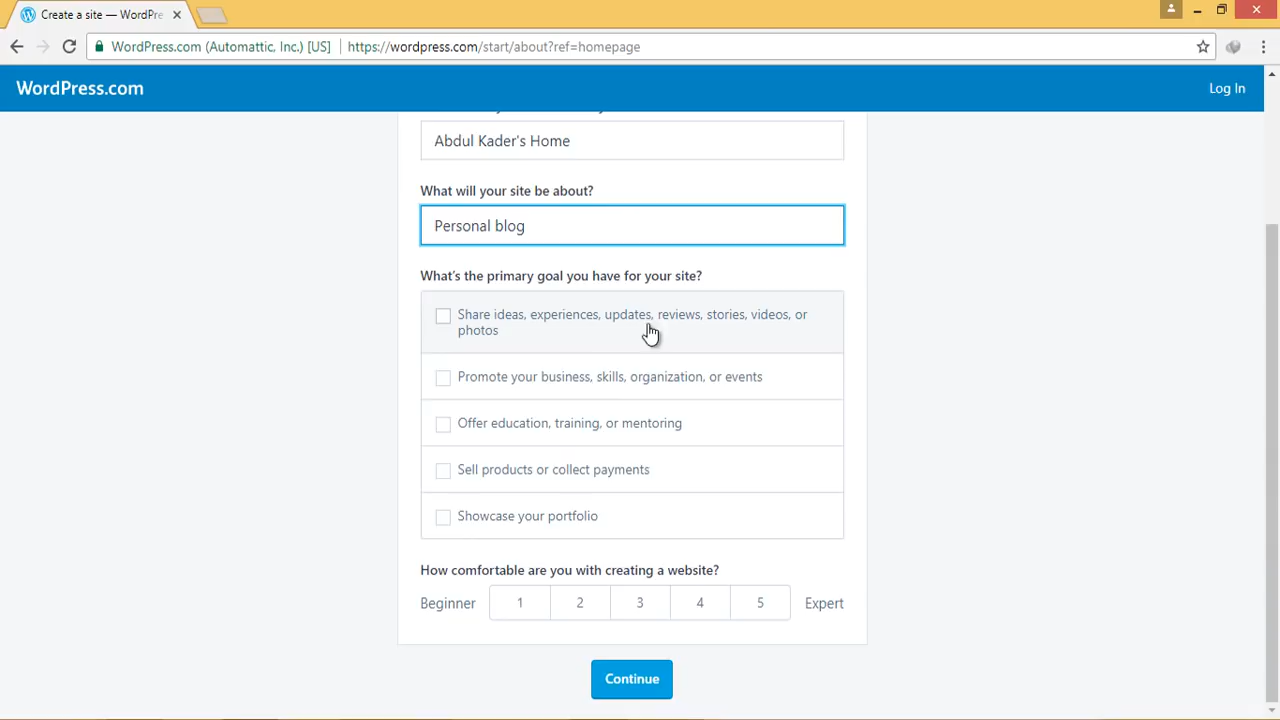 Create a site — WordPre
WordPress.com (Automattic, Inc.) [US]
https://wordpress.com/start/about?ref=homepage
WordPress.com
Log In
Abdul Kader's Home
What will your site be about?
Personal blog
What's the primary goal you have for your site?
Share ideas, experiences, updates, reviews, stories, videos, or
photos
Promote your business, skills, organization, or events
Offer education, training, or mentoring
Sell products or collect payments
Showcase your portfolio
How comfortable are you with creating a website?
Beginner 1 2 3 4 5 Expert
Continue